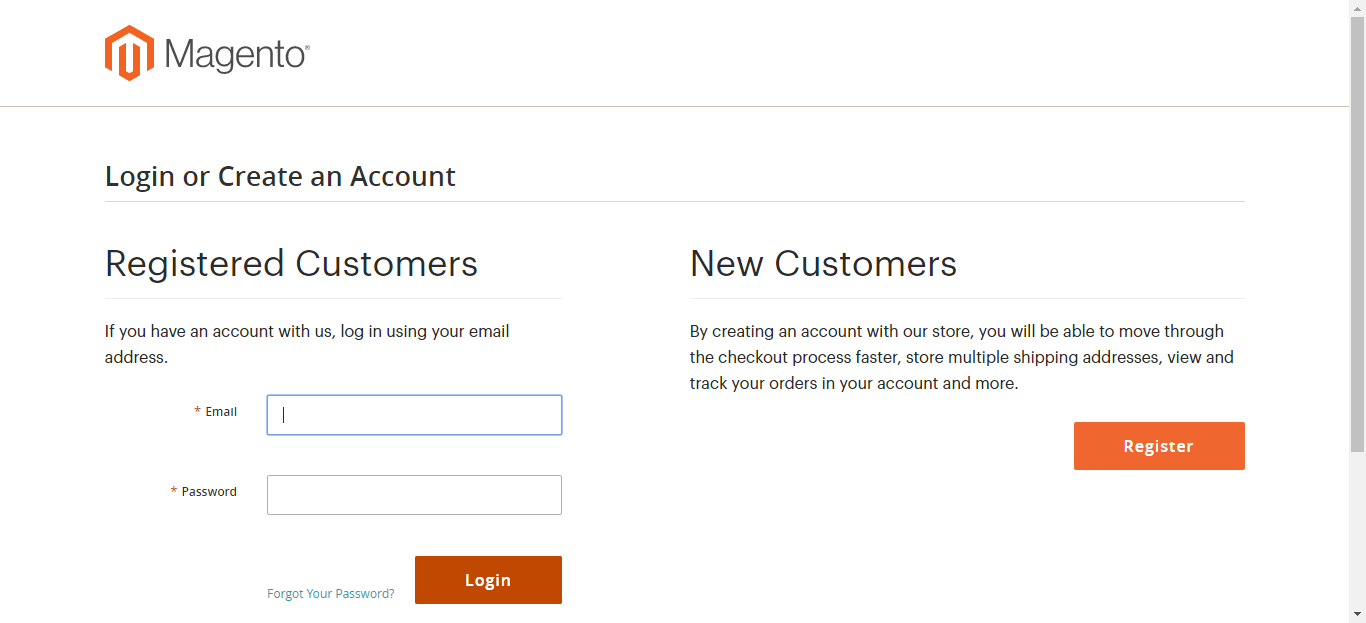 Magento®
Login or Create an Account
Registered Customers
If you have an account with us, log in using your email
address.
* Email
* Password
Forgot Your Password?
Login
New Customers
By creating an account with our store, you will be able to move through
the checkout process faster, store multiple shipping addresses, view and
track your orders in your account and more.
Register